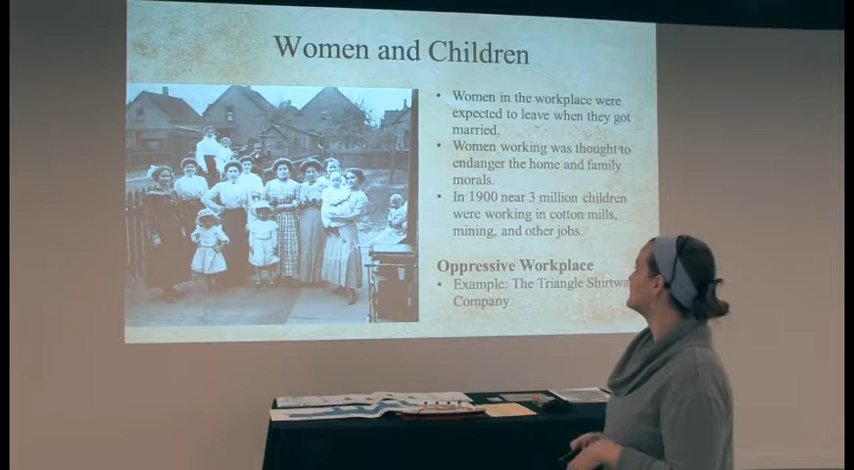 Women and Children
• Women in the workplace were
expected to leave when they got
married.
• Women working was thought to
endanger the home and family
morals.
• In 1900 near 3 million children
were working in cotton mills,
mining, and other jobs.
Oppressive Workplace
• Example: The Triangle Shirtwa
Company